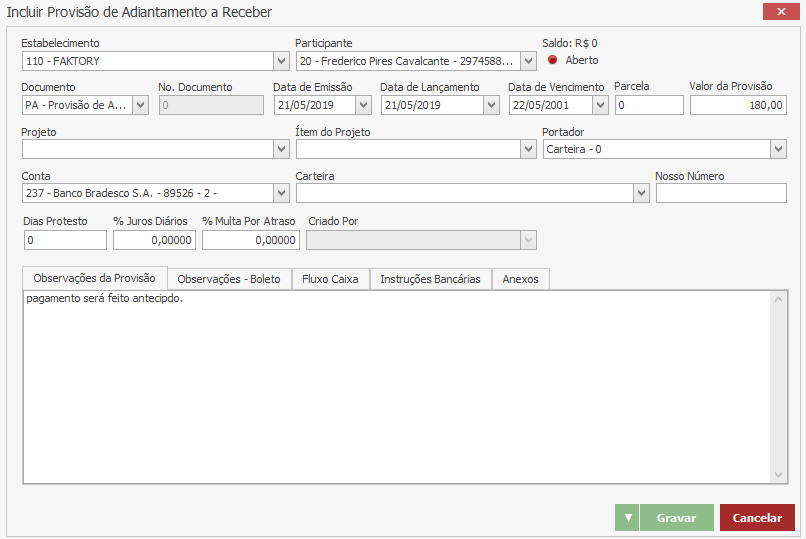 Incluir Provisão de Adiantamento a Receber
Estabelecimento Participante Saldo: R$ 0
110 - FAKTORY 20 - Frederico Pires Cavalcante - 2974588... Aberto
Documento No. Documento Data de Emissão Data de Lançamento Data de Vencimento Parcela Valor da Provisão
PA - Provisão de A... 0 21/05/2019 21/05/2019 22/05/2001 0 180,00
Projeto Ítem do Projeto Portador
Carteira - 0
Conta Carteira Nosso Número
237 - Banco Bradesco S.A. - 89526 - 2 -
Dias Protesto % Juros Diários % Multa Por Atraso Criado Por
0 0,00000 0,00000
Observações da Provisão Observações - Boleto Fluxo Caixa Instruções Bancárias Anexos
pagamento será feito antecipdo.
Gravar Cancelar